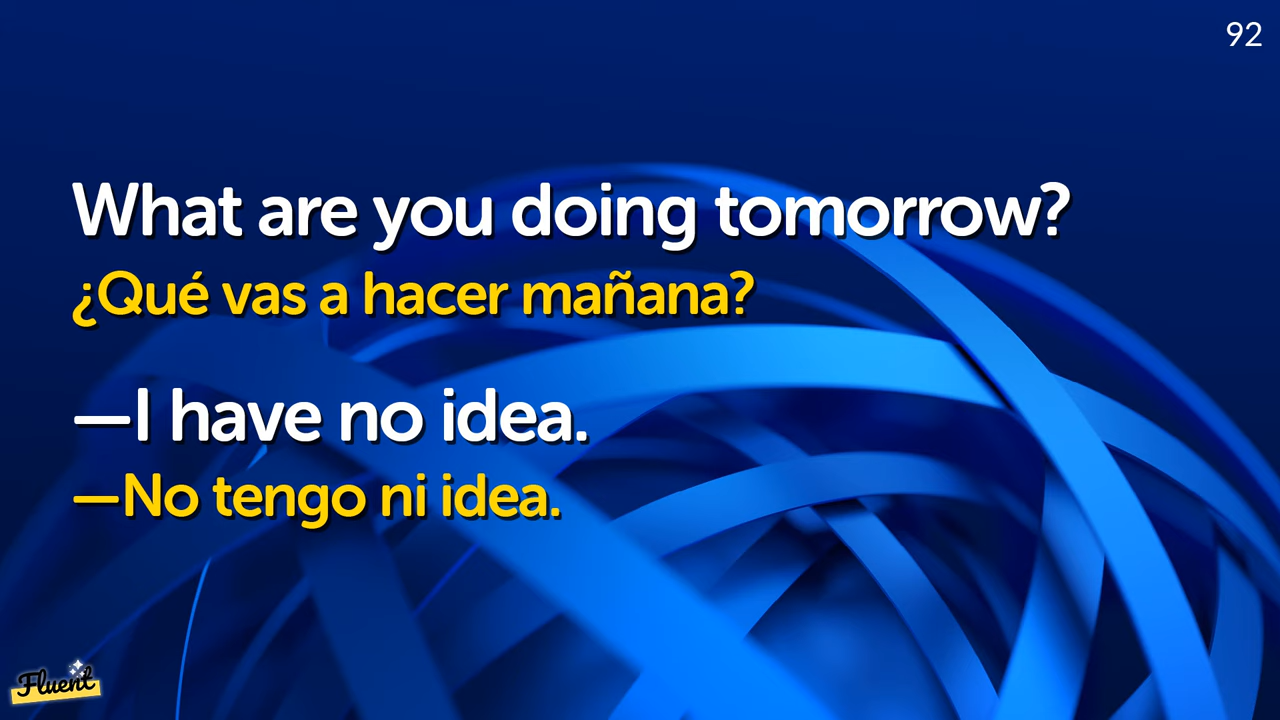 92
What are you doing tomorrow?
¿Qué vas a hacer mañana?
—I have no idea.
—No tengo ni idea.
Fluent